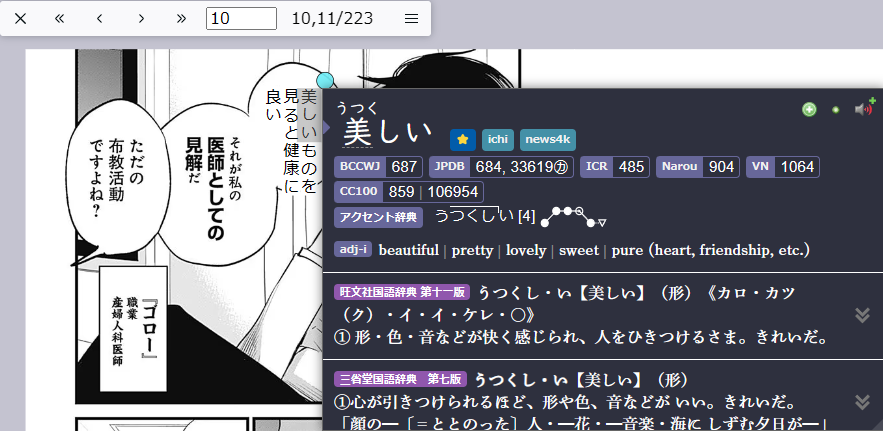 10
10,11/223
美しいものを
見ると健康に
良い
それが私の
医師としての
見解だ
ただの
布教活動
ですよね？
『ゴロー』
職業
産婦人科医師
うつく
美しい
ichi
news4k
BCCWJ 687
JPDB 684, 33619㋕
ICR 485
Narou 904
VN 1064
CC100 859 | 106954
アクセント辞典 うつくしい [4]
adj-i beautiful | pretty | lovely | sweet | pure (heart, friendship, etc.)
旺文社国語辞典 第十一版 うつくし・い【美しい】（形）《カロ・カツ
（ク）・イ・イ・ケレ・○》
① 形・色・音などが快く感じられ、人をひきつけるさま。きれいだ。
三省堂国語辞典 第七版 うつくし・い【美しい】（形）
①心が引きつけられるほど、形や色、音などが いい。きれいだ。
「顔の━〔＝ととのった〕人・━花・━音楽・海に しずむ夕日が━」